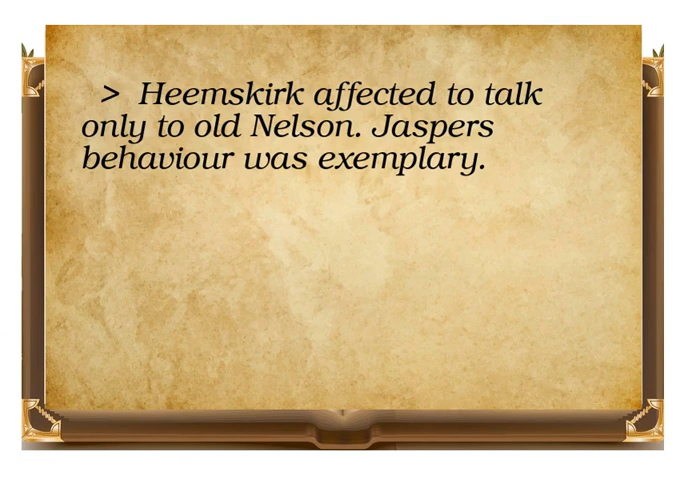 > Heemskirk affected to talk
only to old Nelson. Jaspers
behaviour was exemplary.